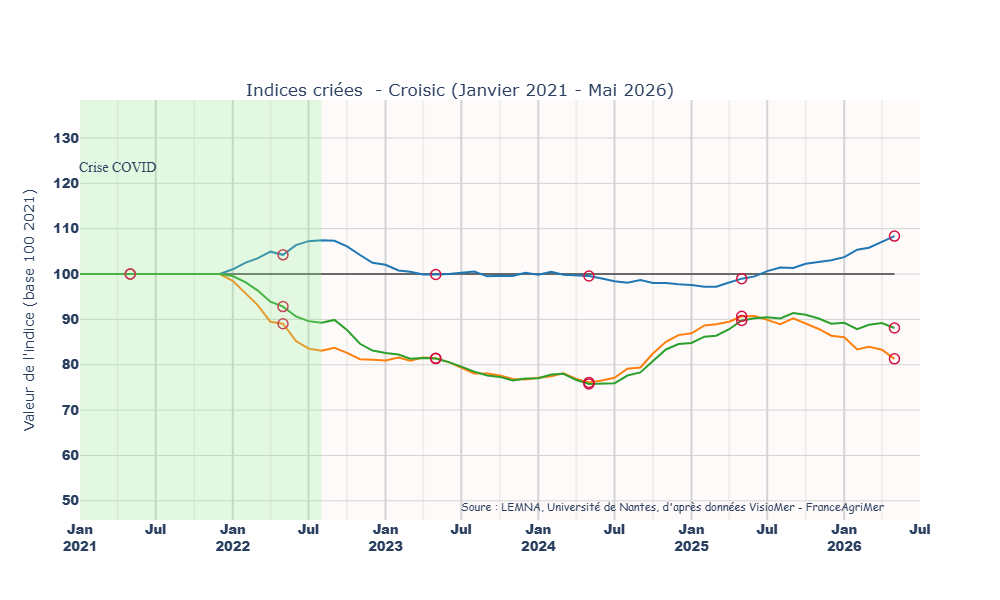 Indices criées  - Croisic (Janvier 2021 - Mai 2026)
Valeur de l'indice (base 100 2021)
130
120
110
100
90
80
70
60
50
Crise COVID
Soure : LEMNA, Université de Nantes, d'après données VisioMer - FranceAgriMer
Jan Jul Jan Jul Jan Jul Jan Jul Jan Jul Jan Jul
2021 2022 2023 2024 2025 2026